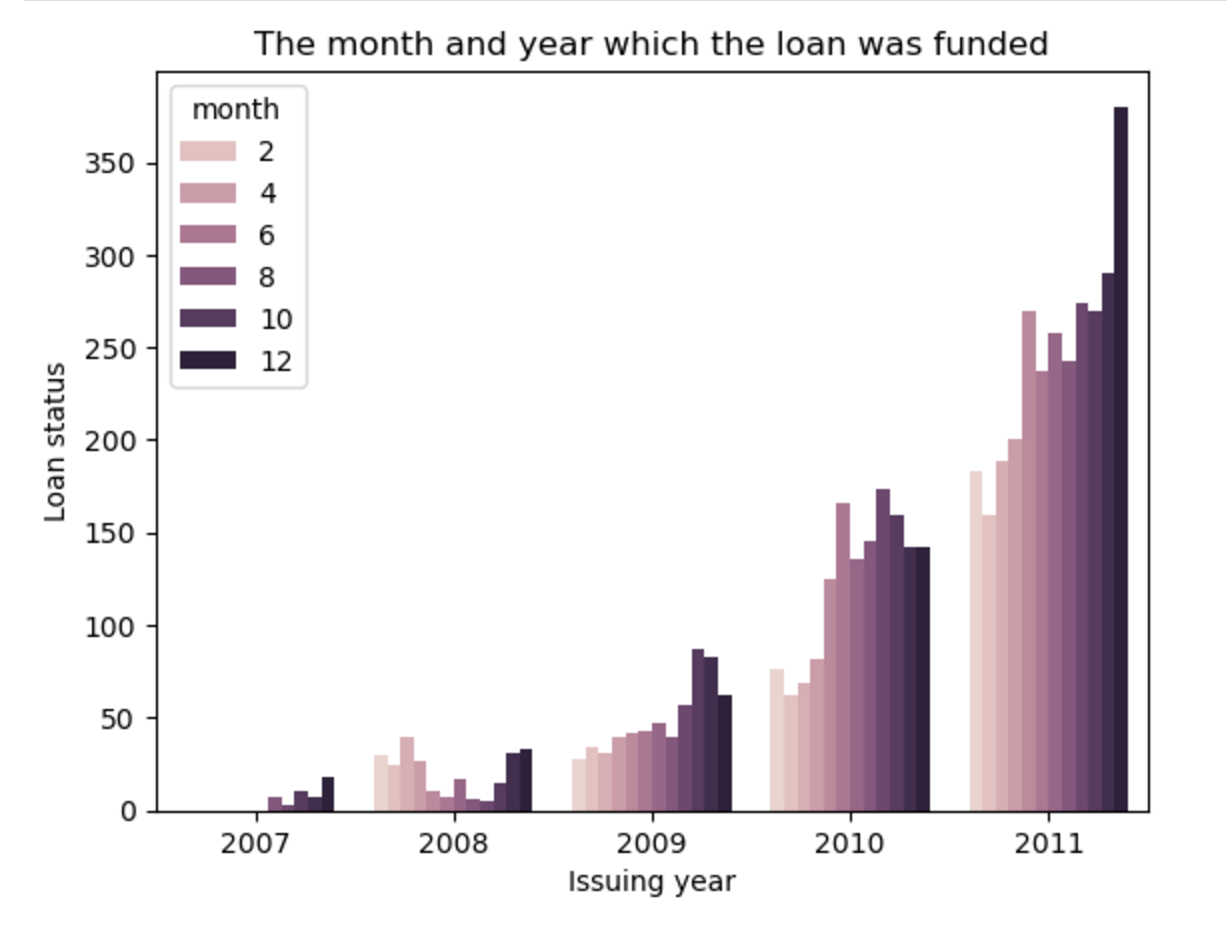 The month and year which the loan was funded
month
2
4
6
8
10
12
350
300
250
200
150
100
50
0
Loan status
2007 2008 2009 2010 2011
Issuing year